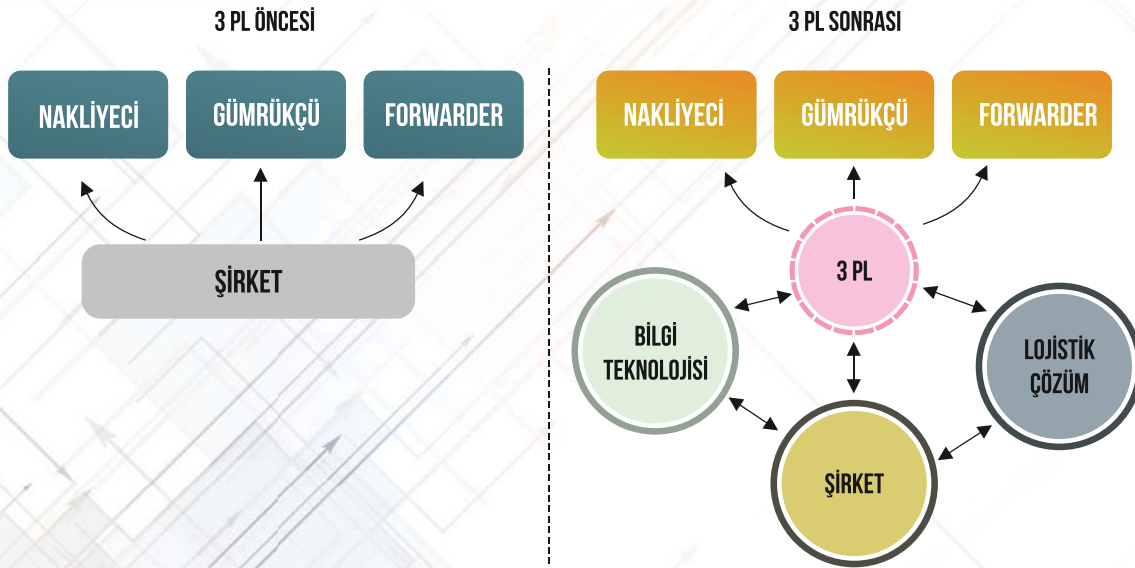 3 PL ÖNCESİ
NAKLİYECİ
GÜMRÜKÇÜ
FORWARDER
ŞİRKET
3 PL SONRASI
NAKLİYECİ
GÜMRÜKÇÜ
FORWARDER
3 PL
BİLGİ
TEKNOLOJİSİ
LOJİSTİK
ÇÖZÜM
ŞİRKET